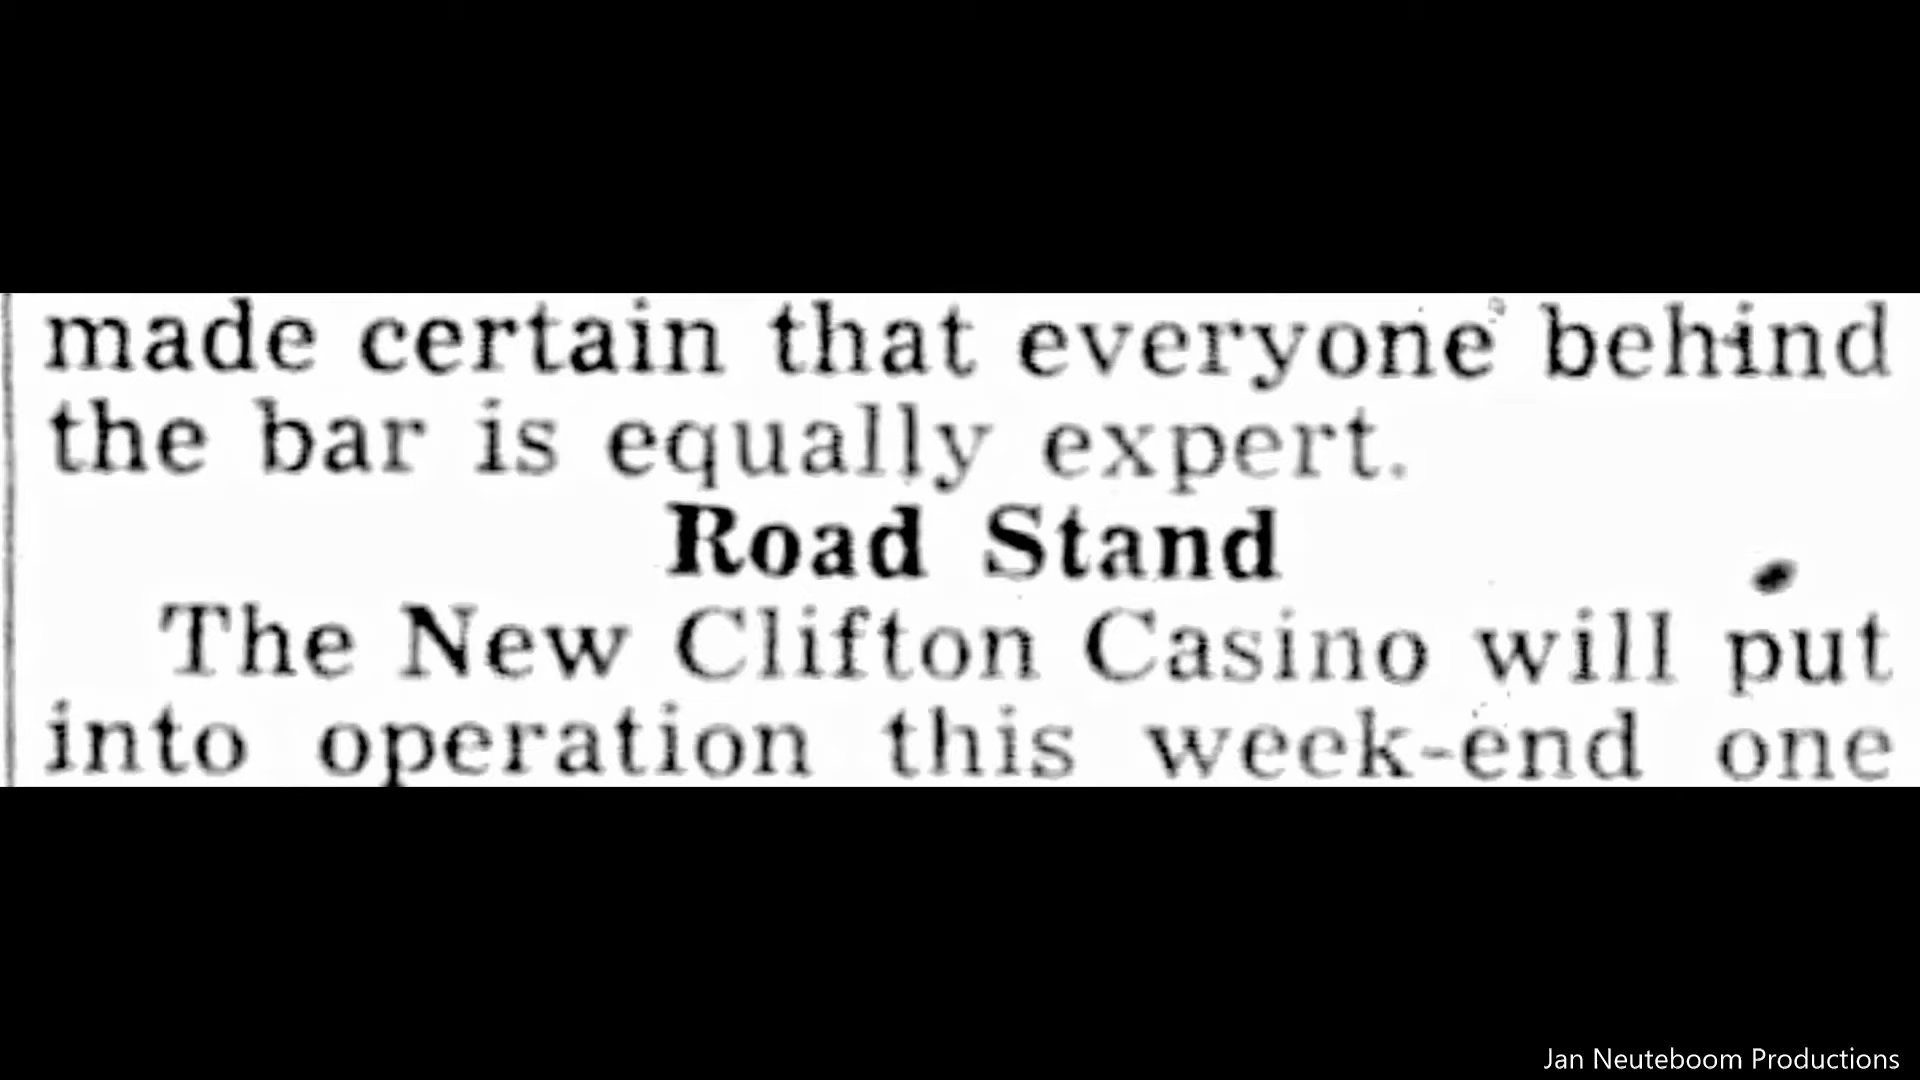 made certain that everyone behind
the bar is equally expert.
Road Stand
The New Clifton Casino will put
into operation this week-end one
Jan Neuteboom Productions